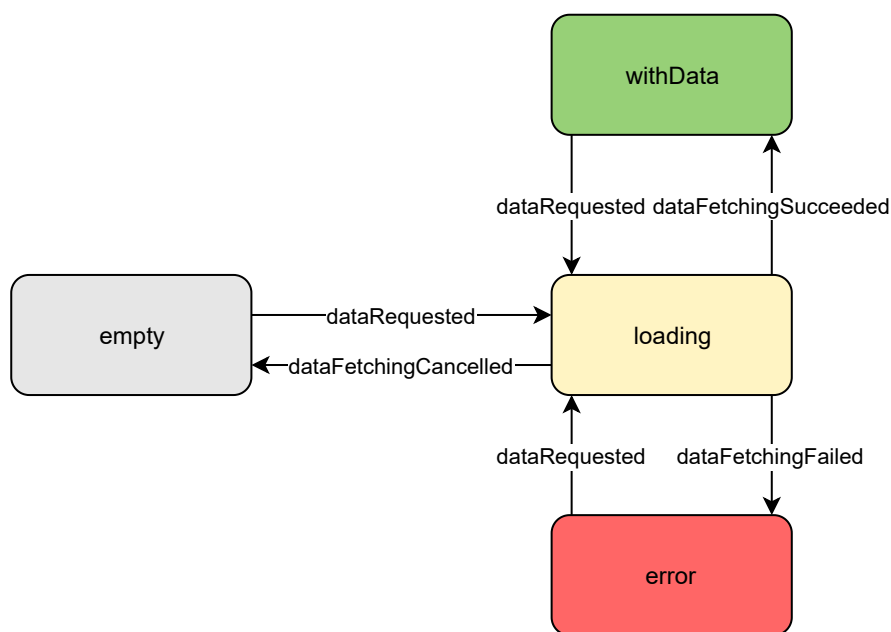 withData
dataRequested dataFetchingSucceeded
empty
dataRequested
loading
dataFetchingCancelled
dataRequested dataFetchingFailed
error